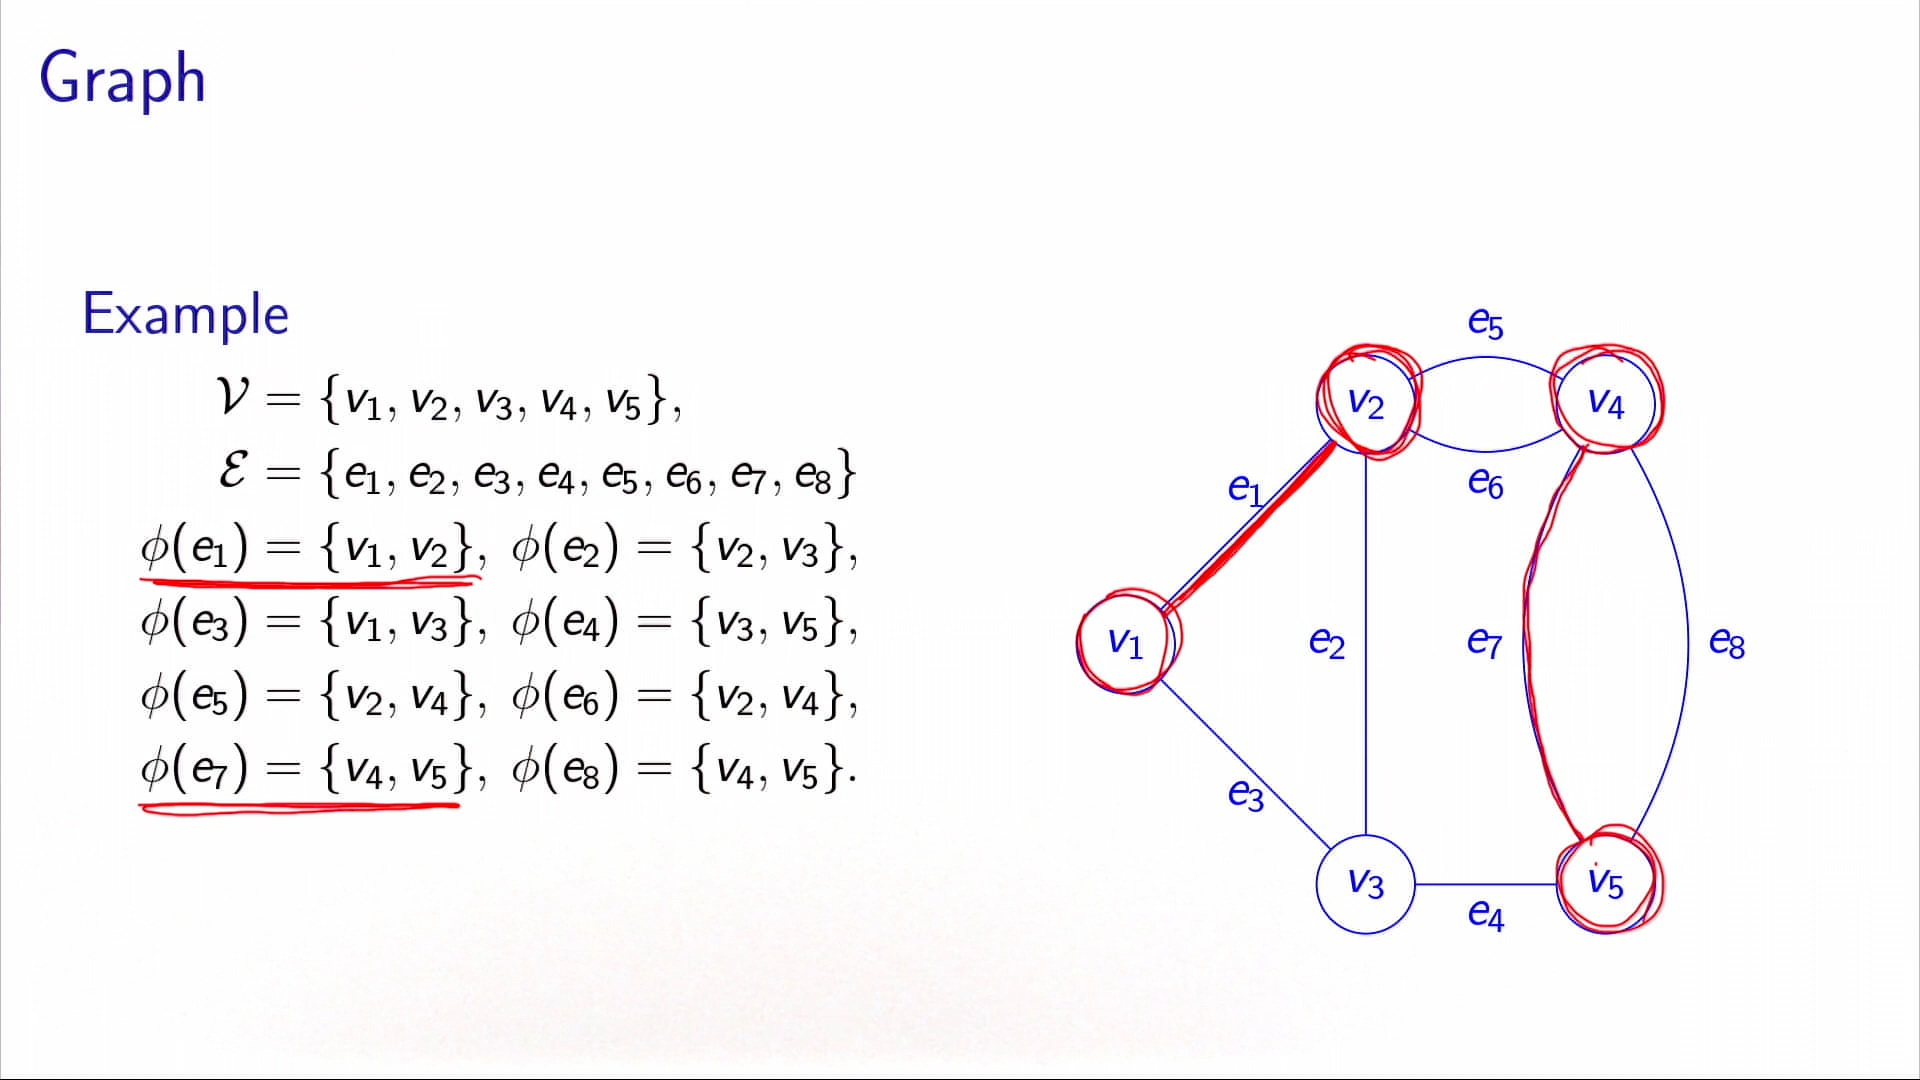 Graph
Example
𝒱 = {v₁, v₂, v₃, v₄, v₅},
ℰ = {e₁, e₂, e₃, e₄, e₅, e₆, e₇, e₈}
ϕ(e₁) = {v₁, v₂}, ϕ(e₂) = {v₂, v₃},
ϕ(e₃) = {v₁, v₃}, ϕ(e₄) = {v₃, v₅},
ϕ(e₅) = {v₂, v₄}, ϕ(e₆) = {v₂, v₄},
ϕ(e₇) = {v₄, v₅}, ϕ(e₈) = {v₄, v₅}.
e₅
v₂ v₄
e₁ e₆
v₁ e₂ e₇ e₈
e₃
v₃ v₅
e₄